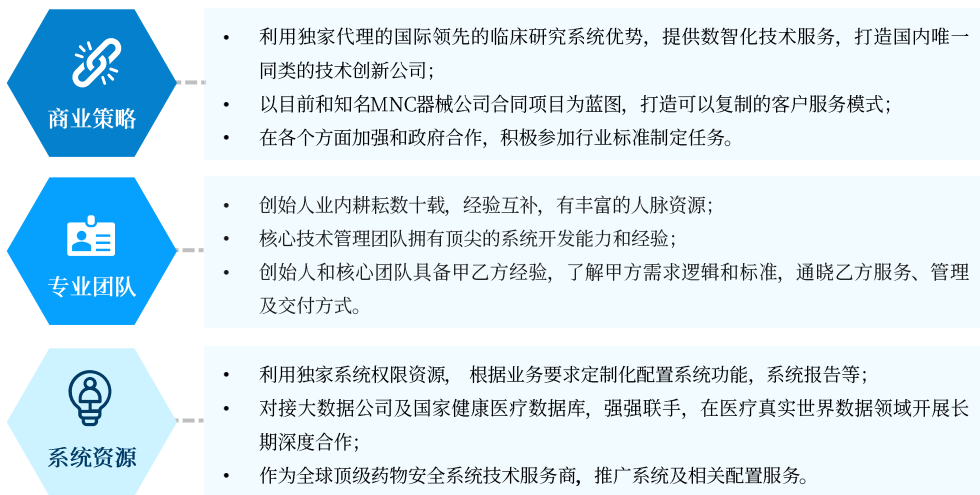 商业策略
• 利用独家代理的国际领先的临床研究系统优势，提供数智化技术服务，打造国内唯一
同类的技术创新公司；
• 以目前和知名MNC器械公司合同项目为蓝图，打造可以复制的客户服务模式；
• 在各个方面加强和政府合作，积极参加行业标准制定任务。
专业团队
• 创始人业内耕耘数十载，经验互补，有丰富的人脉资源；
• 核心技术管理团队拥有顶尖的系统开发能力和经验；
• 创始人和核心团队具备甲乙方经验，了解甲方需求逻辑和标准，通晓乙方服务、管理
及交付方式。
系统资源
• 利用独家系统权限资源， 根据业务要求定制化配置系统功能，系统报告等；
• 对接大数据公司及国家健康医疗数据库，强强联手，在医疗真实世界数据领域开展长
期深度合作；
• 作为全球顶级药物安全系统技术服务商，推广系统及相关配置服务。